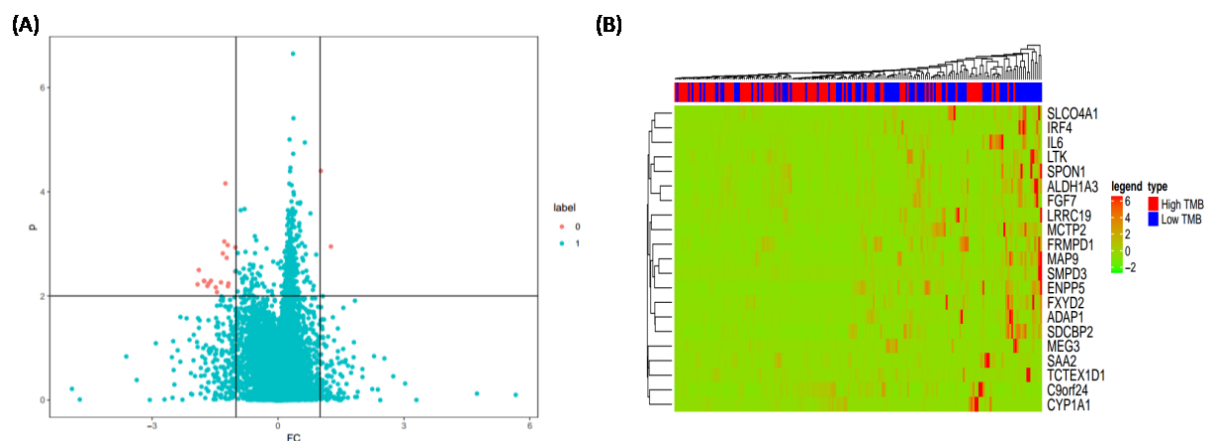 (A)
6
4
2
0
p
-3
0
3
6
FC
label
0
1
(B)
SLCO4A1
IRF4
IL6
LTK
SPON1
ALDH1A3
FGF7
LRRC19
MCTP2
FRMPD1
MAP9
SMPD3
ENPP5
FXYD2
ADAP1
SDCBP2
MEG3
SAA2
TCTEX1D1
C9orf24
CYP1A1
legend type
6 High TMB
4 Low TMB
2
0
−2